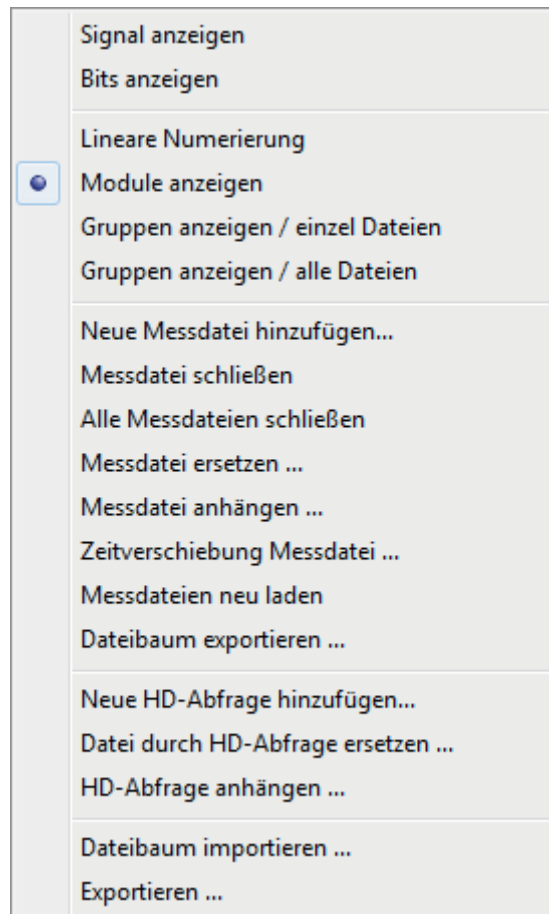 Signal anzeigen
Bits anzeigen
Lineare Numerierung
Module anzeigen
Gruppen anzeigen / einzel Dateien
Gruppen anzeigen / alle Dateien
Neue Messdatei hinzufügen...
Messdatei schließen
Alle Messdateien schließen
Messdatei ersetzen ...
Messdatei anhängen ...
Zeitverschiebung Messdatei ...
Messdateien neu laden
Dateibaum exportieren ...
Neue HD-Abfrage hinzufügen...
Datei durch HD-Abfrage ersetzen ...
HD-Abfrage anhängen ...
Dateibaum importieren ...
Exportieren ...